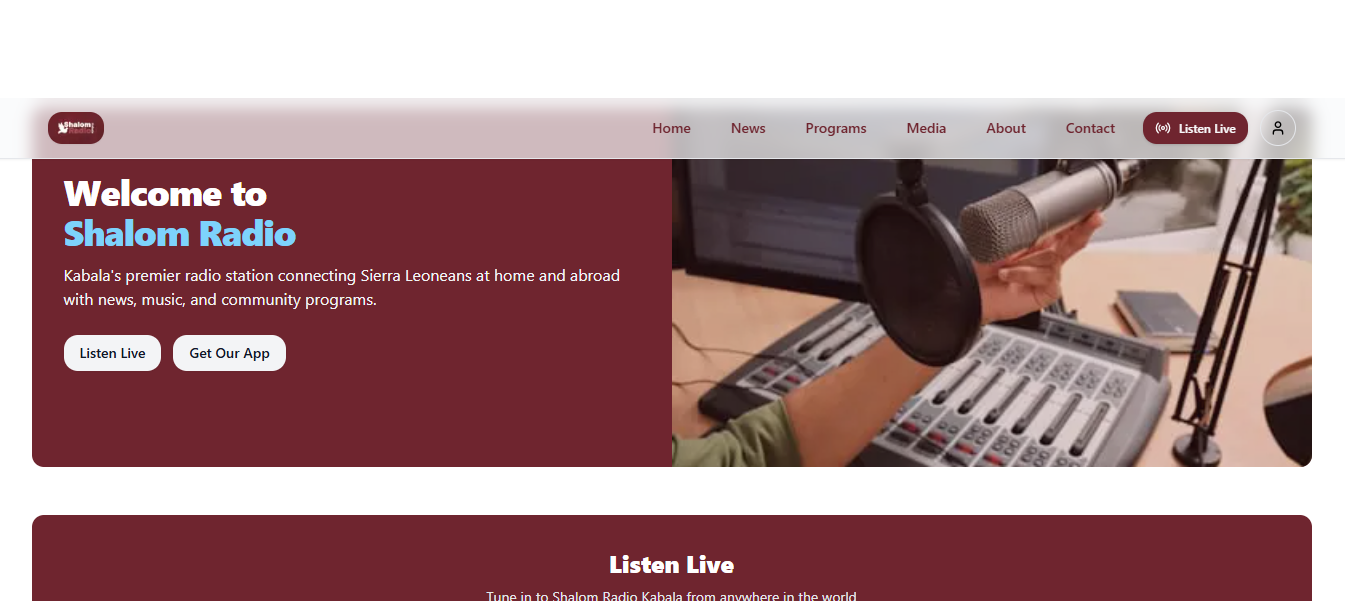 Shalom
Radio
Home
News
Programs
Media
About
Contact
Listen Live
Welcome to
Shalom Radio
Kabala's premier radio station connecting Sierra Leoneans at home and abroad
with news, music, and community programs.
Listen Live
Get Our App
Listen Live
Tune in to Shalom Radio Kabala from anywhere in the world